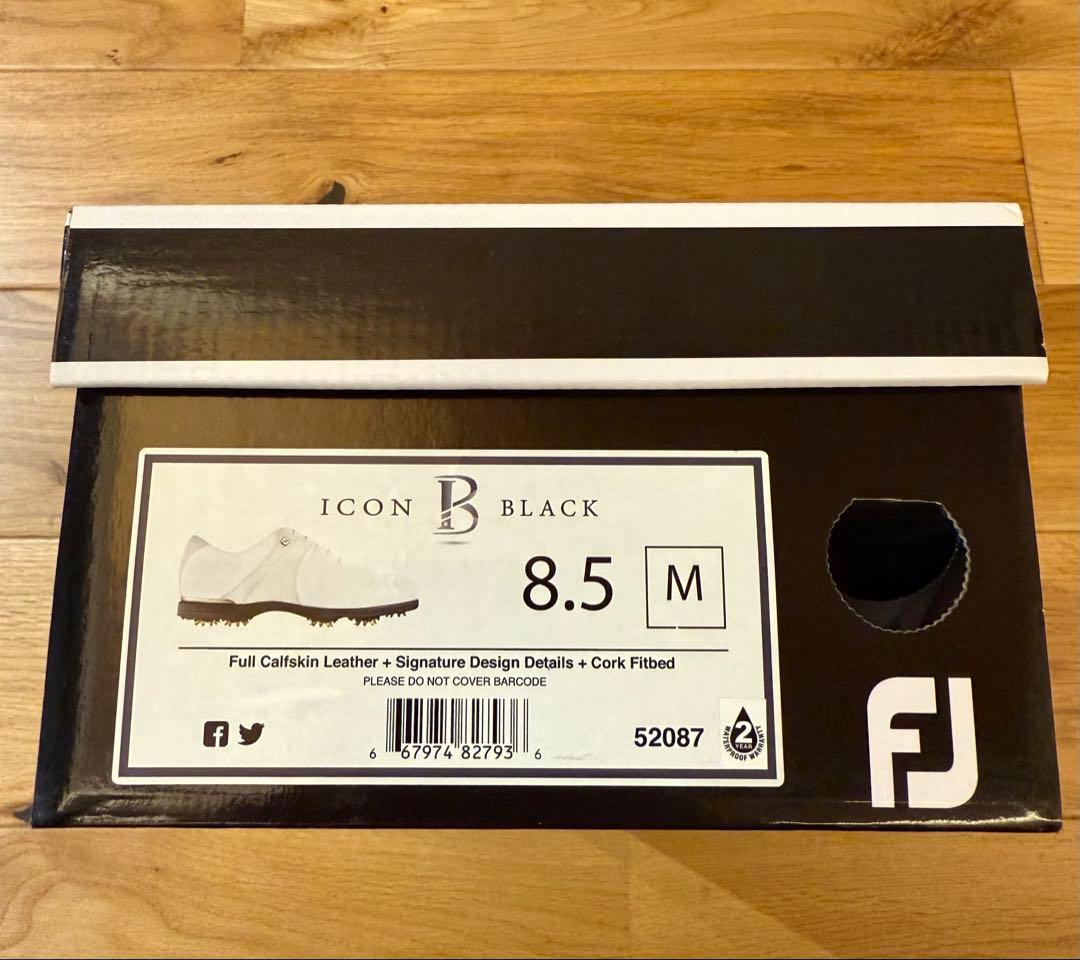 ICON B BLACK
8.5 M
Full Calfskin Leather + Signature Design Details + Cork Fitbed
PLEASE DO NOT COVER BARCODE
6 67974 82793 6
52087
2
YEAR
WATERPROOF WARRANTY
FJ